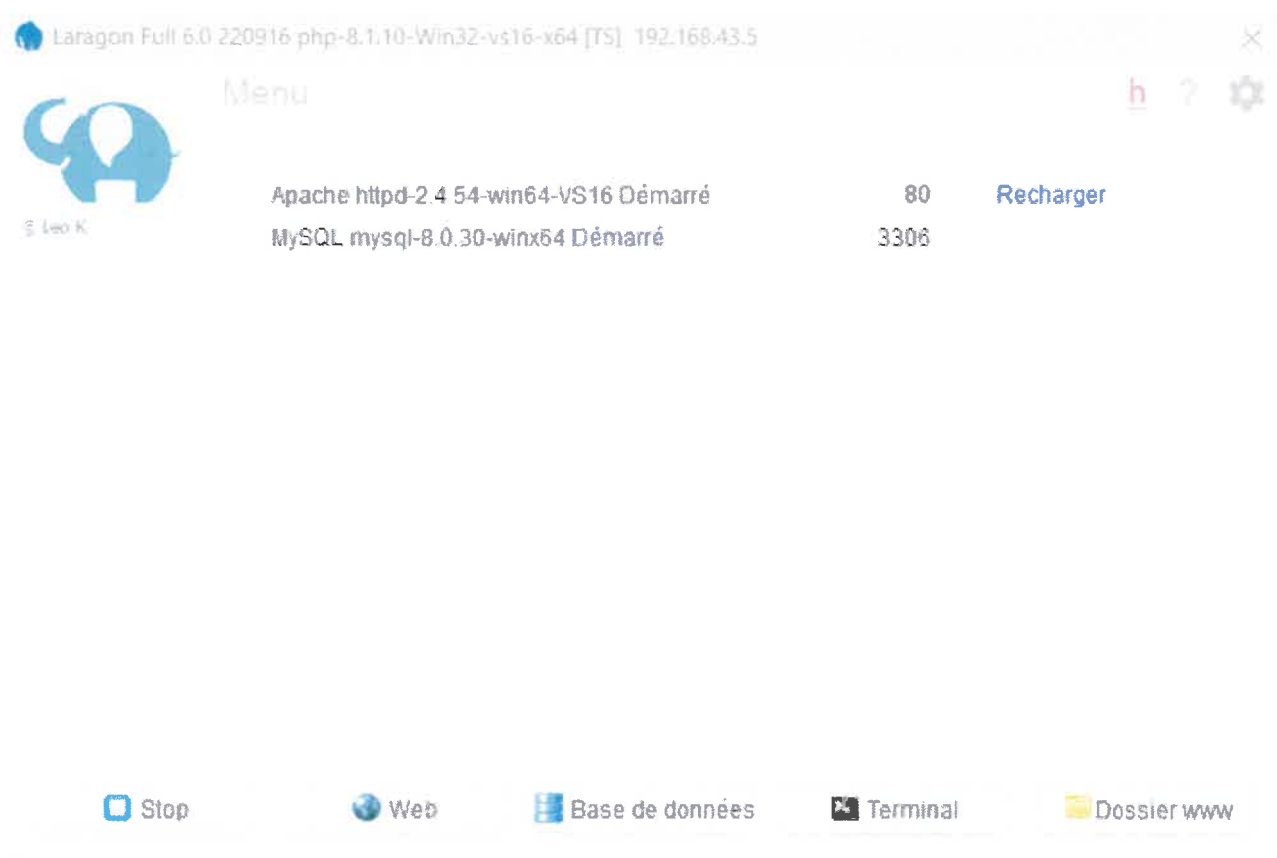 Laragon Full 6.0 220916 php-8.1.10-Win32-vs16-x64 [TS] 192.168.43.5
Menu h ?
Leo K
Apache httpd-2.4.54-win64-VS16 Démarré 80 Recharger
MySQL mysql-8.0.30-winx64 Démarré 3306
Stop Web Base de données Terminal Dossier www